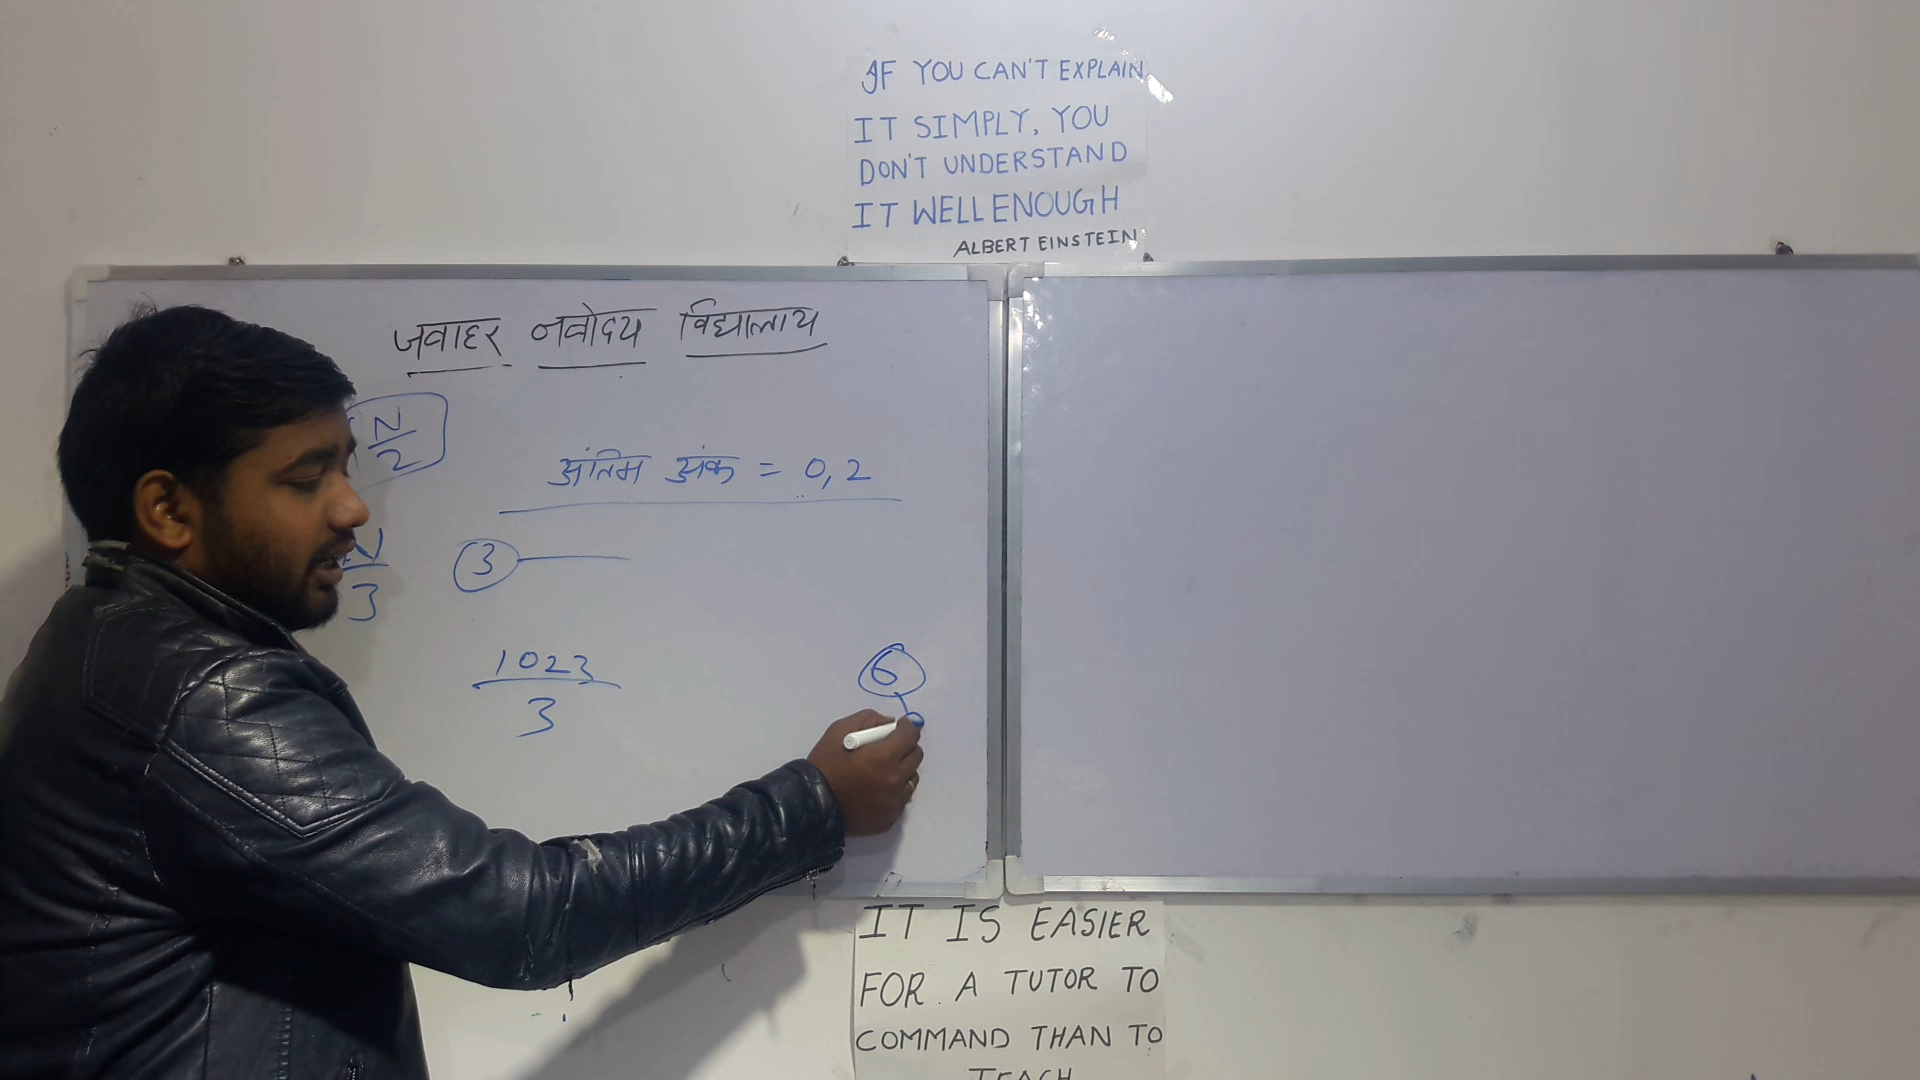 IF YOU CAN'T EXPLAIN
IT SIMPLY, YOU
DON'T UNDERSTAND
IT WELL ENOUGH
ALBERT EINSTEIN
जवाहर नवोदय विद्यालाय
N
2
अंतिम अंक = 0, 2
N
3
3
1023
3
6
IT IS EASIER
FOR A TUTOR TO
COMMAND THAN TO
TEACH